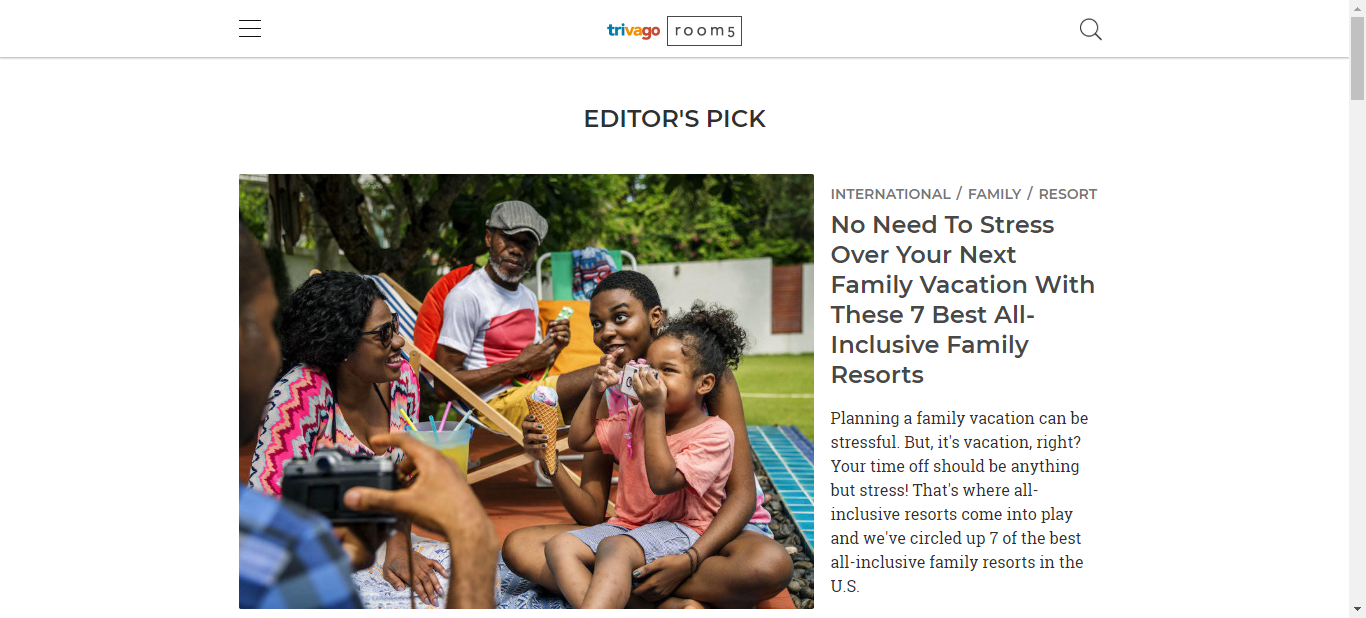 trivago room5
EDITOR'S PICK
INTERNATIONAL / FAMILY / RESORT
No Need To Stress
Over Your Next
Family Vacation With
These 7 Best All-
Inclusive Family
Resorts
Planning a family vacation can be
stressful. But, it's vacation, right?
Your time off should be anything
but stress! That's where all-
inclusive resorts come into play
and we've circled up 7 of the best
all-inclusive family resorts in the
U.S.